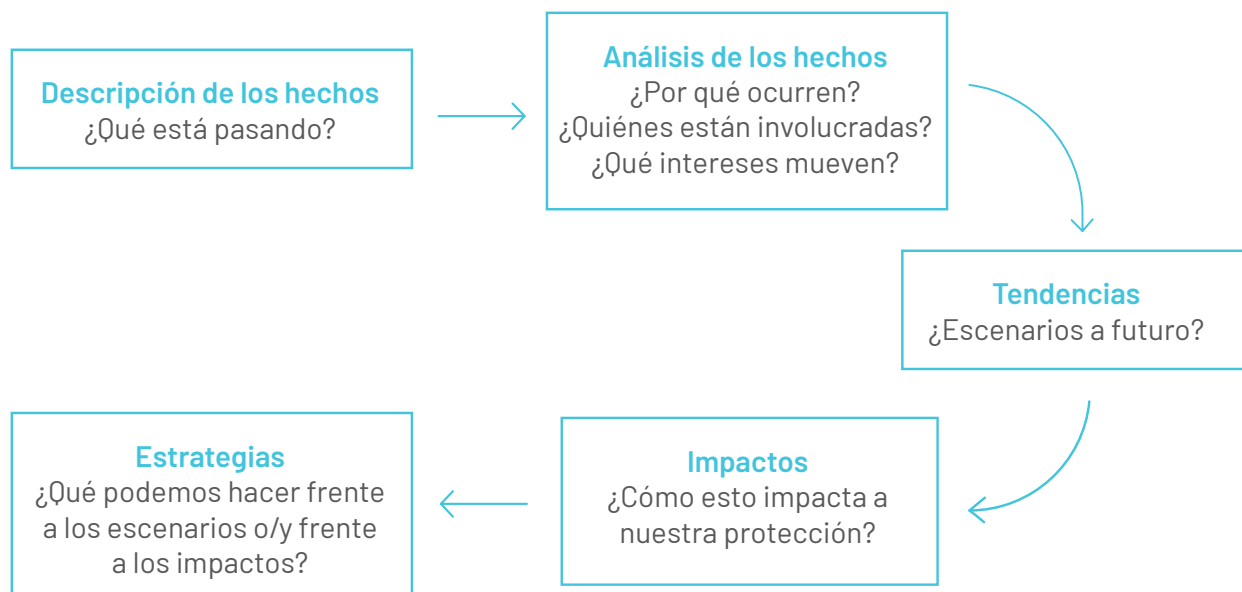 Descripción de los hechos
¿Qué está pasando?
Análisis de los hechos
¿Por qué ocurren?
¿Quiénes están involucradas?
¿Qué intereses mueven?
Tendencias
¿Escenarios a futuro?
Impactos
¿Cómo esto impacta a
nuestra protección?
Estrategias
¿Qué podemos hacer frente
a los escenarios o/y frente
a los impactos?